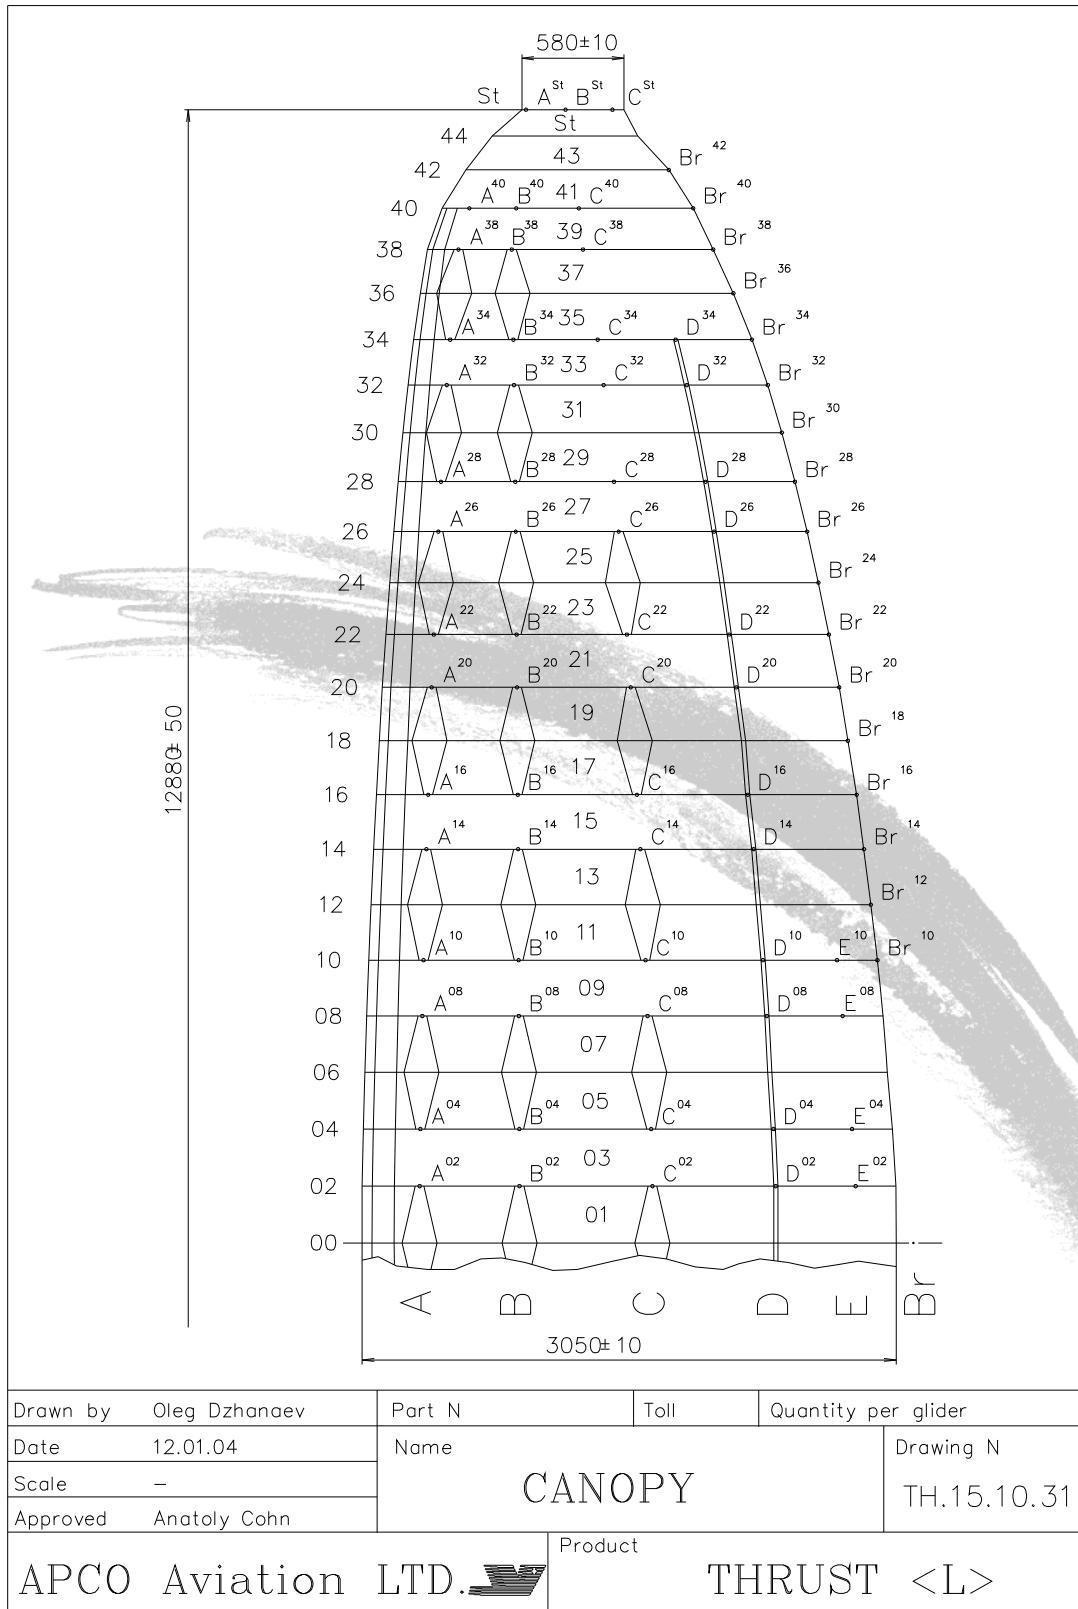 580±10
St A St B St C St
St
44
43
42 Br 42
40 A 40 B 40 41 C 40 Br 40
38 A 38 B 38 39 C 38 Br 38
37
36 Br 36
34 A 34 B 34 35 C 34 D 34 Br 34
32 A 32 B 32 33 C 32 D 32 Br 32
31
30 Br 30
28 A 28 B 28 29 C 28 D 28 Br 28
26 A 26 B 26 27 C 26 D 26 Br 26
25
24 Br 24
23
22 A 22 B 22 C 22 D 22 Br 22
21
20 A 20 B 20 C 20 D 20 Br 20
19
18 Br 18
17
16 A 16 B 16 C 16 D 16 Br 16
15
14 A 14 B 14 C 14 D 14 Br 14
13
12 Br 12
11
10 A 10 B 10 C 10 D 10 E 10 Br 10
09
08 A 08 B 08 C 08 D 08 E 08
07
06
05
04 A 04 B 04 C 04 D 04 E 04
03
02 A 02 B 02 C 02 D 02 E 02
01
00
12880±50
A B C D E Br
3050±10
Drawn by Oleg Dzhanaev
Part N
Toll
Quantity per glider
Date 12.01.04
Name
CANOPY
Drawing N
TH.15.10.31
Scale –
Approved Anatoly Cohn
APCO Aviation LTD.
Product
THRUST <L>